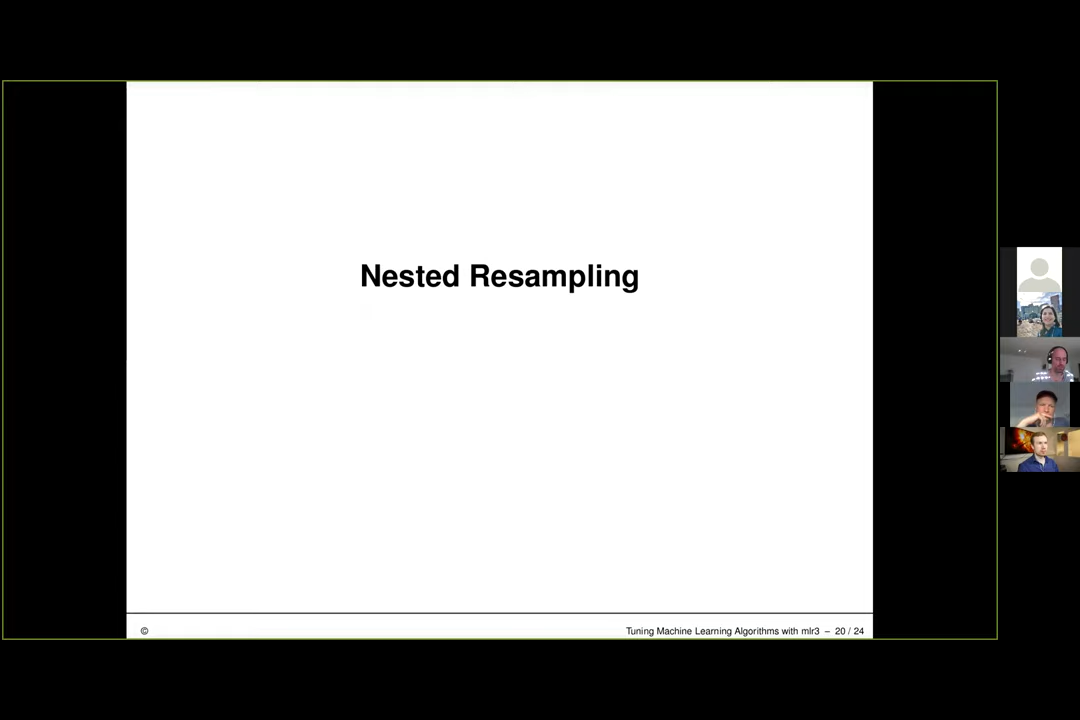 Nested Resampling
©
Tuning Machine Learning Algorithms with mlr3 – 20 / 24